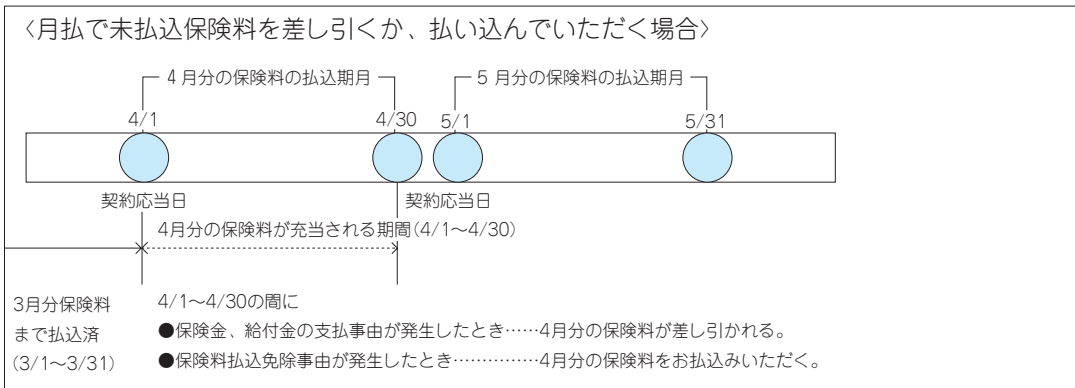 〈月払で未払込保険料を差し引くか、払い込んでいただく場合〉
4月分の保険料の払込期月
5月分の保険料の払込期月
4/1
4/30
5/1
5/31
契約応当日
契約応当日
4月分の保険料が充当される期間(4/1～4/30)
3月分保険料
まで払込済
(3/1～3/31)
4/1～4/30の間に
●保険金、給付金の支払事由が発生したとき……4月分の保険料が差し引かれる。
●保険料払込免除事由が発生したとき……………4月分の保険料をお払込みいただく。